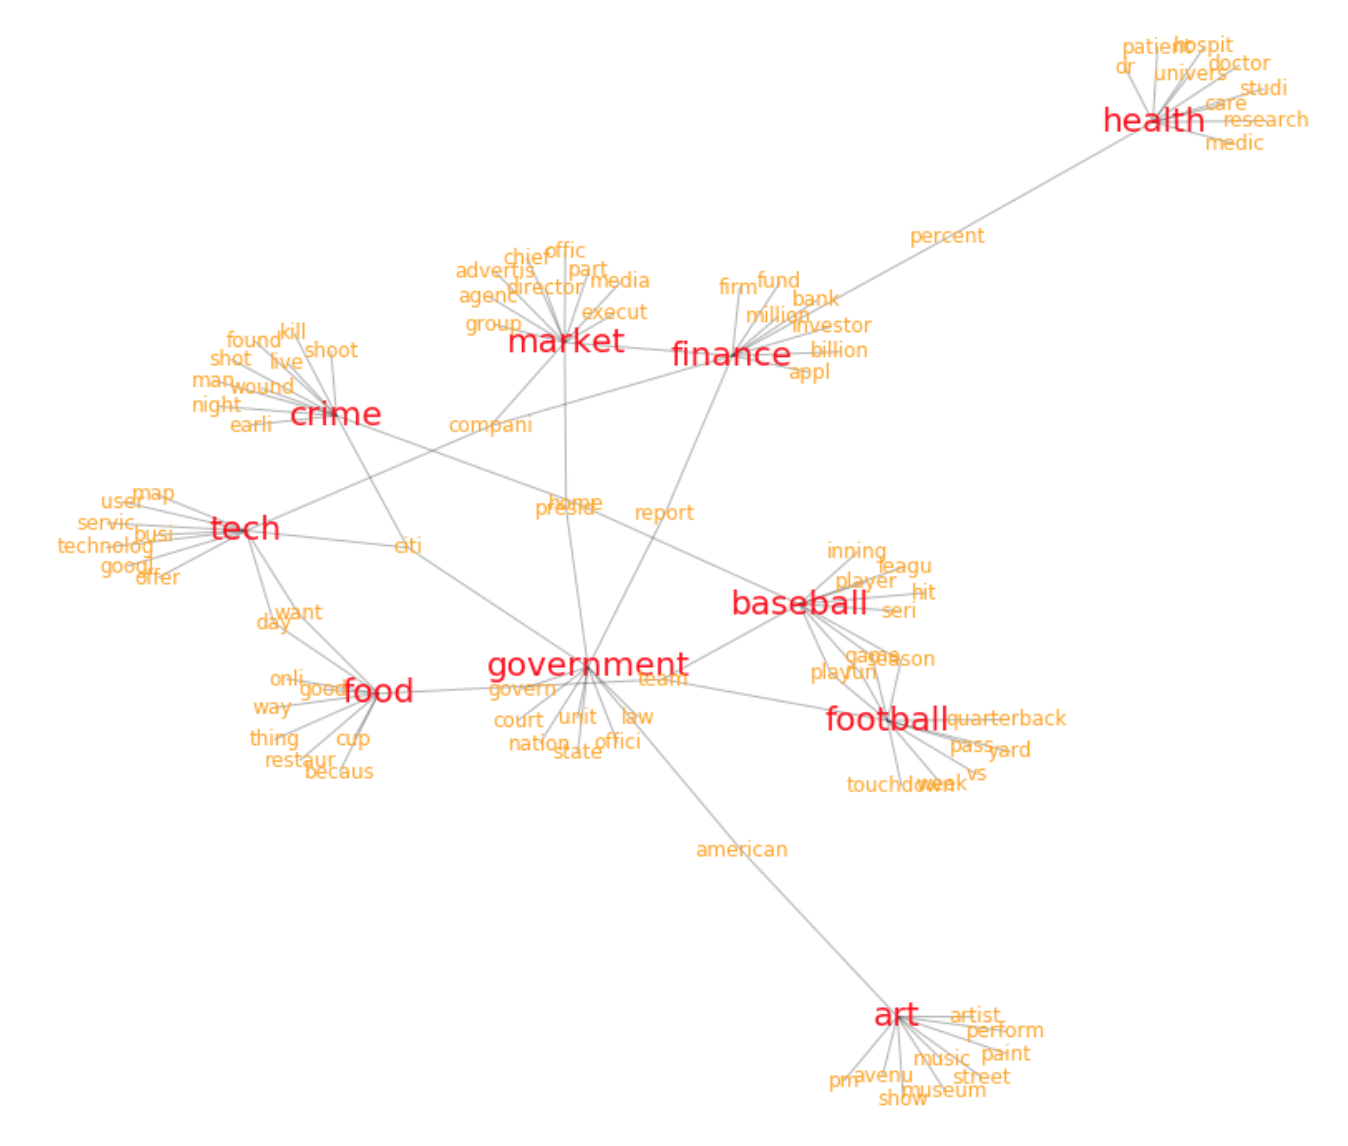 patient
hospit
dr
univers
doctor
studi
care
research
health
medic
percent
chief
offic
advertis
part
director
media
agenc
execut
group
market
firm
fund
bank
million
investor
finance
billion
appl
found
kill
shot
live
shoot
man
wound
night
crime
earli
compani
user
map
servic
tech
busi
technolog
googl
offer
home
presid
report
citi
inning
leagu
player
hit
baseball
seri
want
day
game
season
play
run
government
team
govern
court
unit
law
nation
state
offici
onli
good
food
way
thing
cup
restaur
becaus
football
quarterback
pass
yard
vs
touchdown
week
american
art
artist
perform
music
paint
pm
avenu
street
museum
show